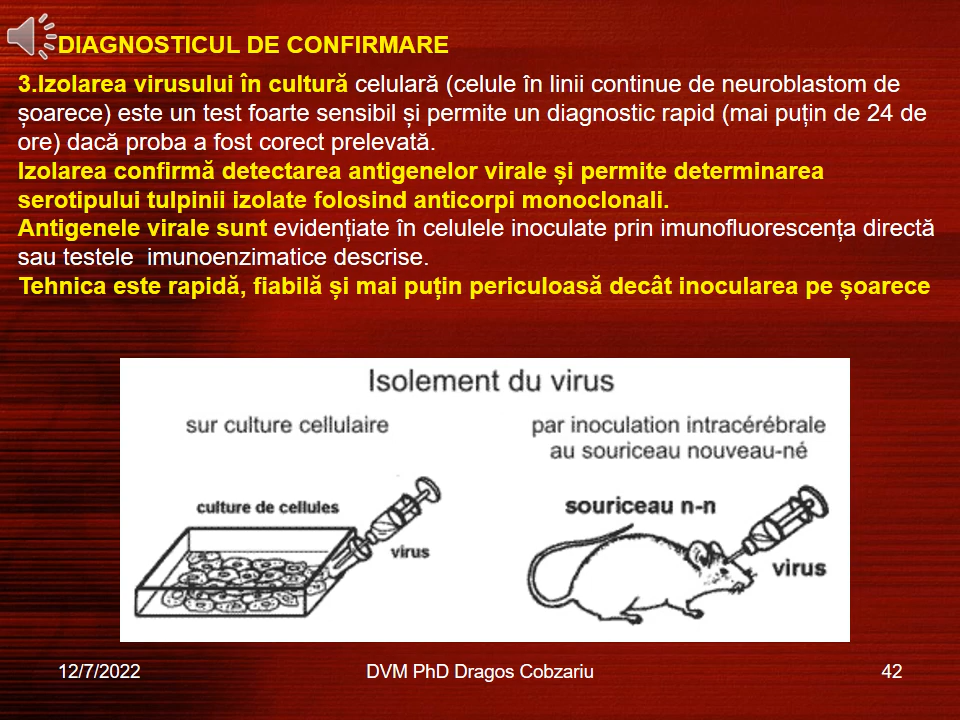 DIAGNOSTICUL DE CONFIRMARE
3.Izolarea virusului în cultură celulară (celule în linii continue de neuroblastom de
șoarece) este un test foarte sensibil și permite un diagnostic rapid (mai puțin de 24 de
ore) dacă proba a fost corect prelevată.
Izolarea confirmă detectarea antigenelor virale și permite determinarea
serotipului tulpinii izolate folosind anticorpi monoclonali.
Antigenele virale sunt evidențiate în celulele inoculate prin imunofluorescența directă
sau testele  imunoenzimatice descrise.
Tehnica este rapidă, fiabilă și mai puțin periculoasă decât inocularea pe șoarece
Isolement du virus
sur culture cellulaire
par inoculation intracérébrale
au souriceau nouveau-né
culture de cellules
virus
souriceau n-n
virus
12/7/2022
DVM PhD Dragos Cobzariu
42